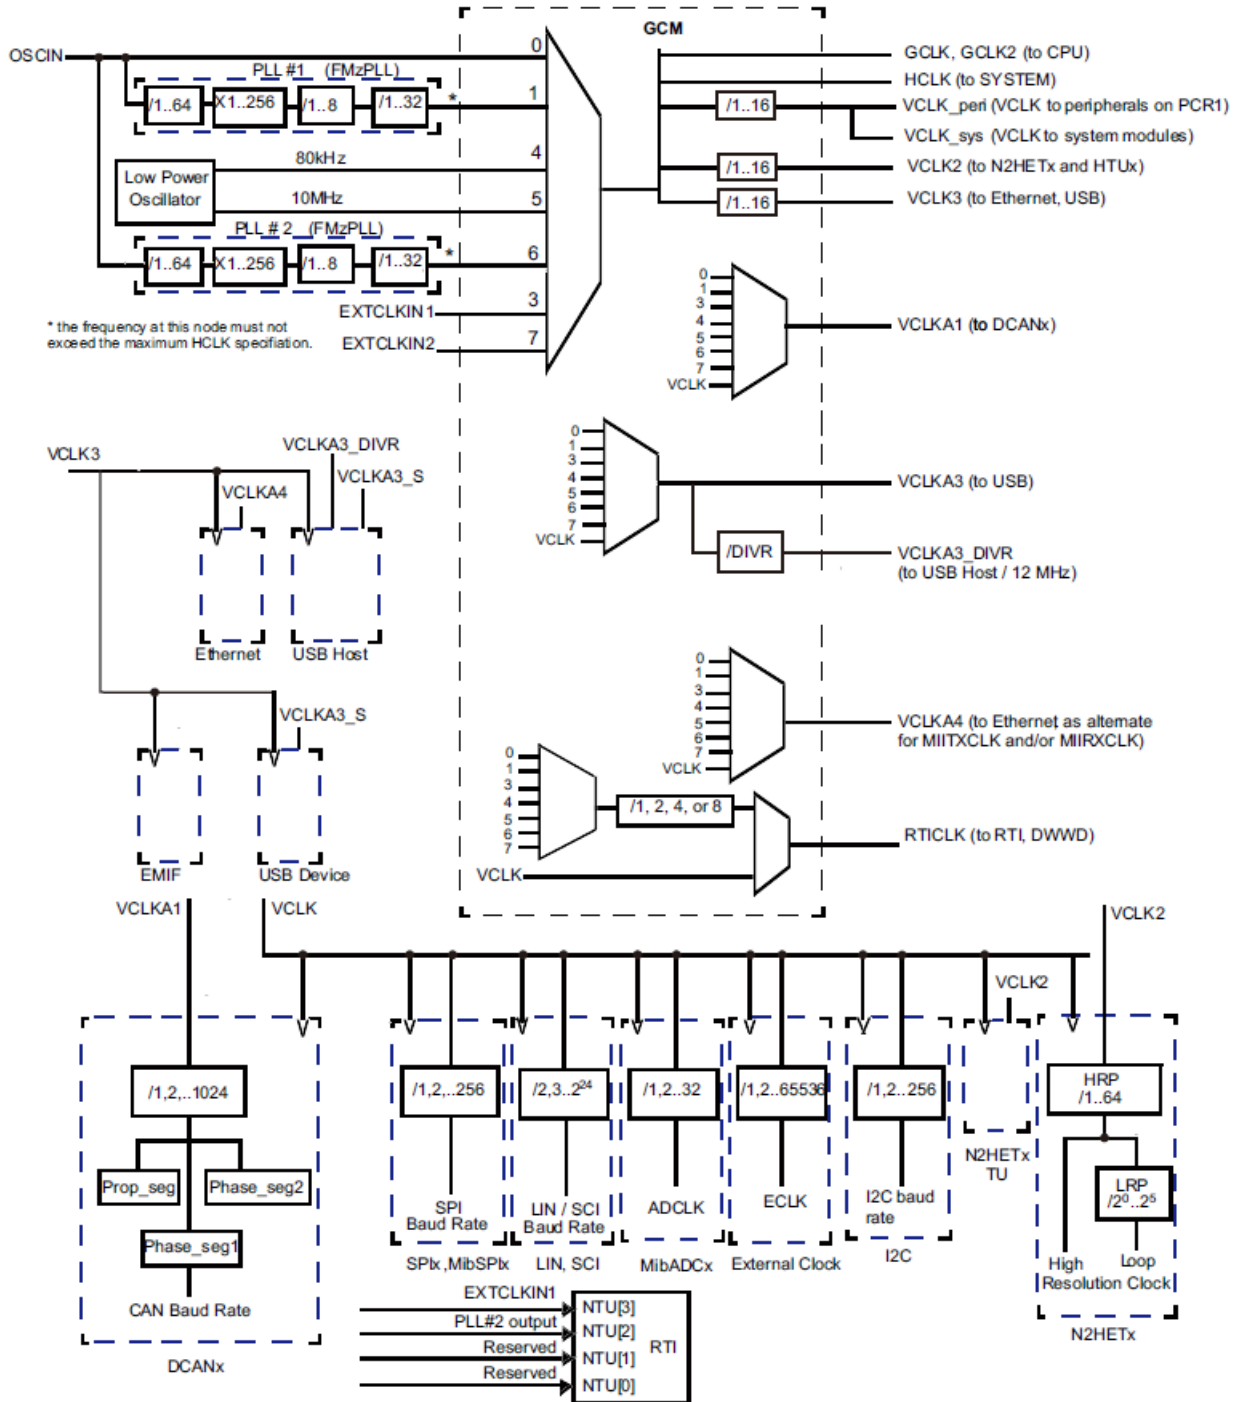 GCM
OSCIN
0
GCLK, GCLK2 (to CPU)
PLL #1 (FMzPLL)
HCLK (to SYSTEM)
/1..64
X1..256
/1..8
/1..32
*
1
/1..16
VCLK_peri (VCLK to peripherals on PCR1)
VCLK_sys (VCLK to system modules)
80kHz
4
Low Power
Oscillator
/1..16
VCLK2 (to N2HETx and HTUx)
10MHz
5
/1..16
VCLK3 (to Ethernet, USB)
PLL # 2 (FMzPLL)
/1..64
X1..256
/1..8
/1..32
*
6
EXTCLKIN1
3
EXTCLKIN2
7
* the frequency at this node must not
exceed the maximum HCLK specifiation.
0
1
3
4
5
6
7
VCLK
VCLKA1 (to DCANx)
0
1
3
4
5
6
7
VCLK
VCLKA3 (to USB)
/DIVR
VCLKA3_DIVR
(to USB Host / 12 MHz)
VCLK3
VCLKA3_DIVR
VCLKA3_S
VCLKA4
Ethernet
USB Host
VCLKA3_S
EMIF
USB Device
0
1
3
4
5
6
7
VCLK
VCLKA4 (to Ethernet as alternate
for MIITXCLK and/or MIIRXCLK)
0
1
3
4
5
6
7
/1, 2, 4, or 8
VCLK
RTICLK (to RTI, DWWD)
VCLKA1
VCLK
VCLK2
VCLK2
/1,2,..1024
Prop_seg
Phase_seg2
Phase_seg1
CAN Baud Rate
DCANx
/1,2,..256
SPI
Baud Rate
SPIx ,MibSPIx
/2,3..2²⁴
LIN / SCI
Baud Rate
LIN, SCI
/1,2..32
ADCLK
MibADCx
/1,2..65536
ECLK
External Clock
/1,2..256
I2C baud
rate
I2C
N2HETx
TU
HRP
/1..64
LRP
/2⁰..2⁵
High
Loop
Resolution Clock
N2HETx
EXTCLKIN1
NTU[3]
PLL#2 output
NTU[2]
Reserved
NTU[1]
Reserved
NTU[0]
RTI